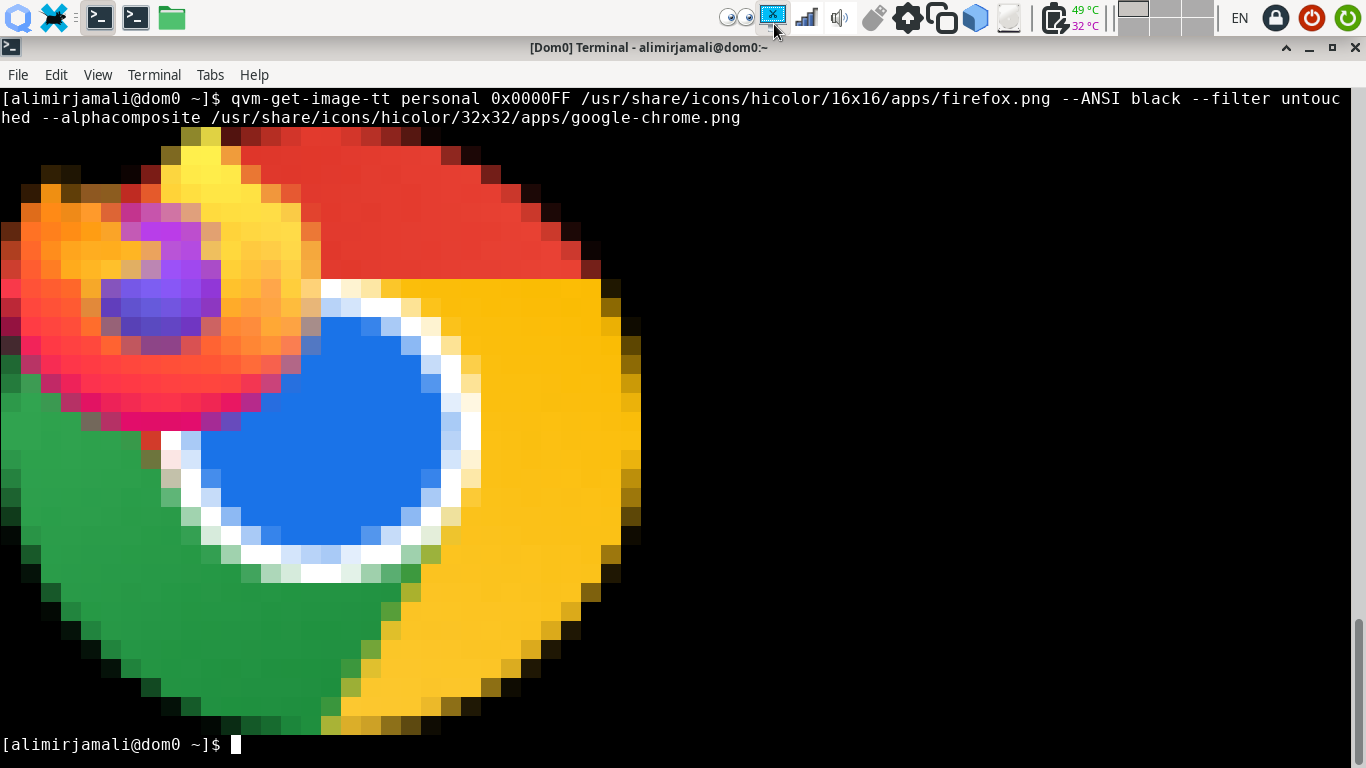 49 °C
32 °C
EN
[Dom0] Terminal - alimirjamali@dom0:~
File Edit View Terminal Tabs Help
[alimirjamali@dom0 ~]$ qvm-get-image-tt personal 0x0000FF /usr/share/icons/hicolor/16x16/apps/firefox.png --ANSI black --filter untouc
hed --alphacomposite /usr/share/icons/hicolor/32x32/apps/google-chrome.png
[alimirjamali@dom0 ~]$